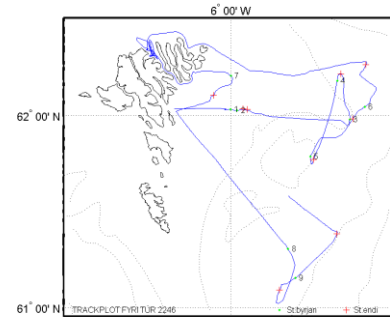 6° 00' W
7
4
62° 00' N
1
2
3
6
5
8
9
61° 00' N
TRACKPLOT FYRI TÚR 2246
St.byrjan
St.endi